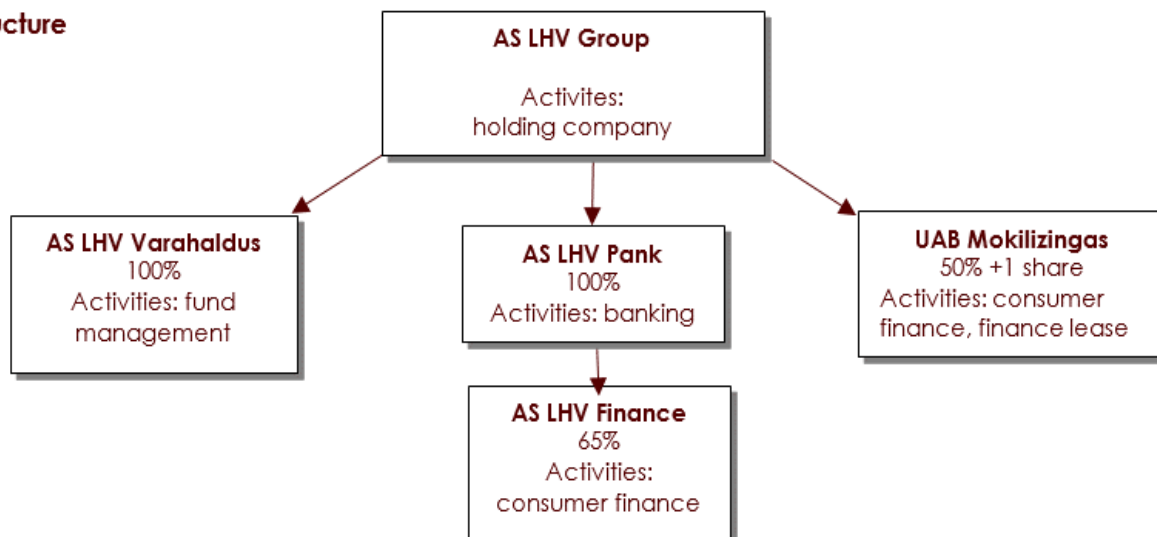 ucture
AS LHV Group
Activites:
holding company
AS LHV Varahaldus
100%
Activities: fund
management
AS LHV Pank
100%
Activities: banking
UAB Mokilizingas
50% +1 share
Activities: consumer
finance, finance lease
AS LHV Finance
65%
Activities:
consumer finance